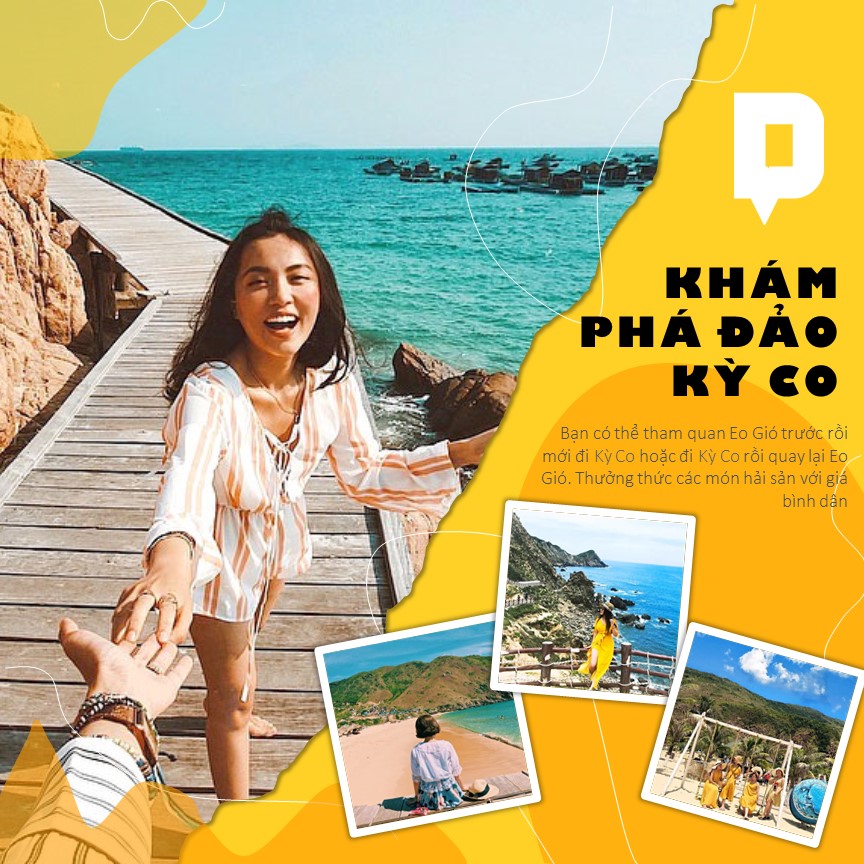 KHÁM
PHÁ ĐẢO
KỲ CO
Bạn có thể tham quan Eo Gió trước rồi
mới đi Kỳ Co hoặc đi Kỳ Co rồi quay lại Eo
Gió. Thưởng thức các món hải sản với giá
bình dân